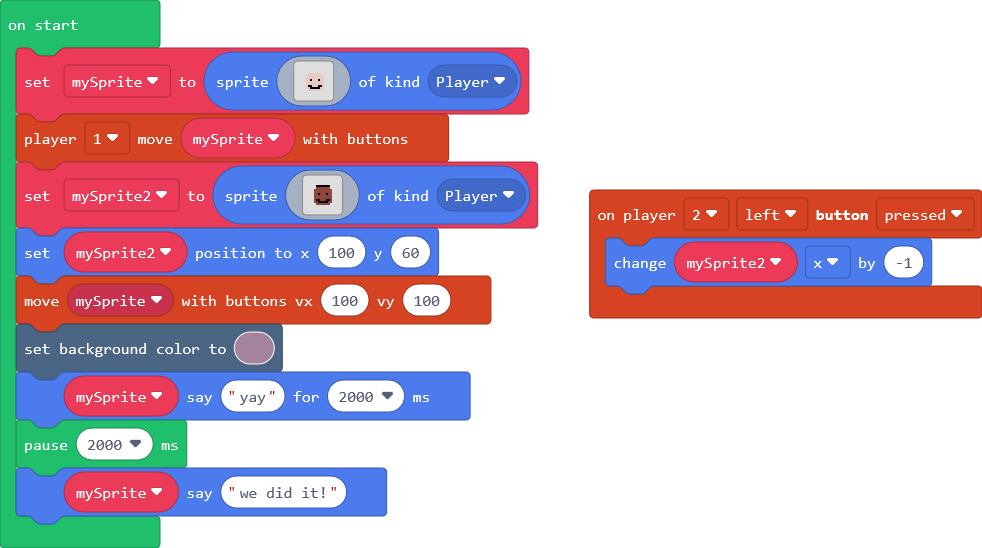 on start
set mySprite to sprite of kind Player
player 1 move mySprite with buttons
set mySprite2 to sprite of kind Player
set mySprite2 position to x 100 y 60
move mySprite with buttons vx 100 vy 100
set background color to
mySprite say "yay" for 2000 ms
pause 2000 ms
mySprite say "we did it!"
on player 2 left button pressed
change mySprite2 x by -1